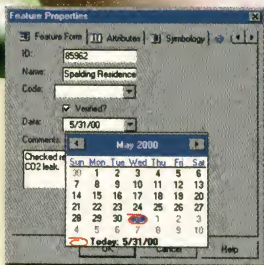 Feature Properties
Feature Form Attributes Symbology
ID: 85962
Name: Spalding Residence
Code:
Verified?
Date: 5/31/00
Comments:
Checked
CO2 leak.
May 2000
Sun Mon Tue Wed Thu Fri Sat
30 1 2 3 4 5 6
7 8 9 10 11 12 13
14 15 16 17 18 19 20
21 22 23 24 25 26 27
28 29 30 1 2 3
4 5 6 7 8 9 10
Today: 5/31/00
OK Cancel Help